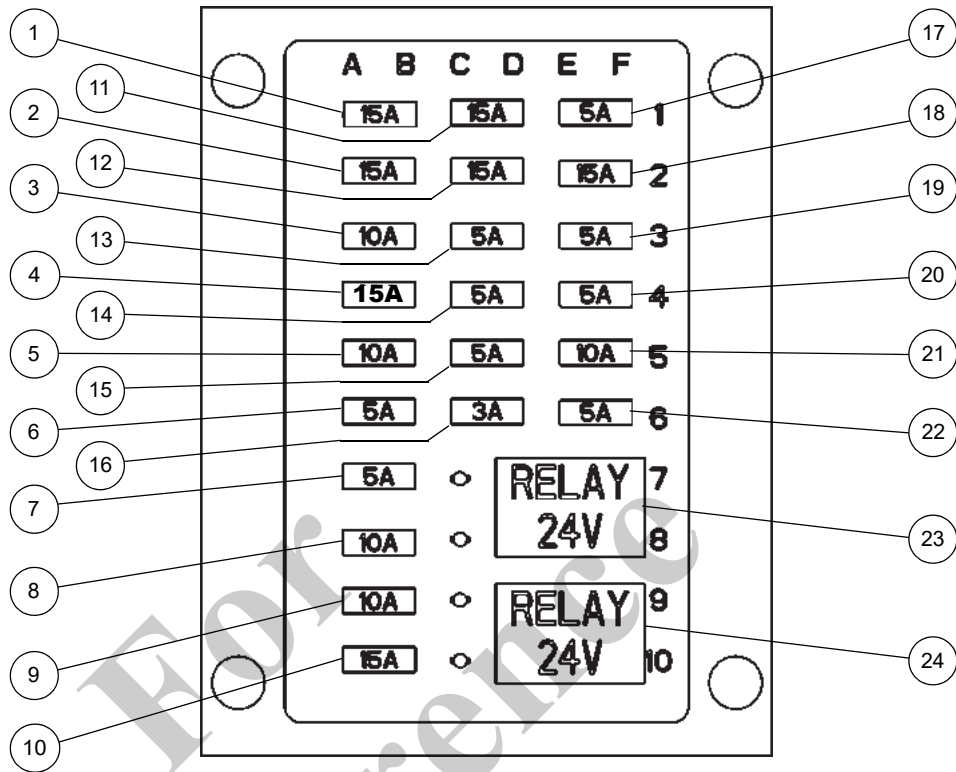 A B C D E F
1 15A 11 15A 5A 1 17
2 15A 12 15A 15A 2 18
3 10A 13 5A 5A 3 19
4 15A 14 5A 5A 4 20
5 10A 15 5A 10A 5 21
6 5A 16 3A 5A 6 22
7 5A RELAY 7
24V 23
8 10A 8
9 10A RELAY 9
24V 24
10 15A 10
For